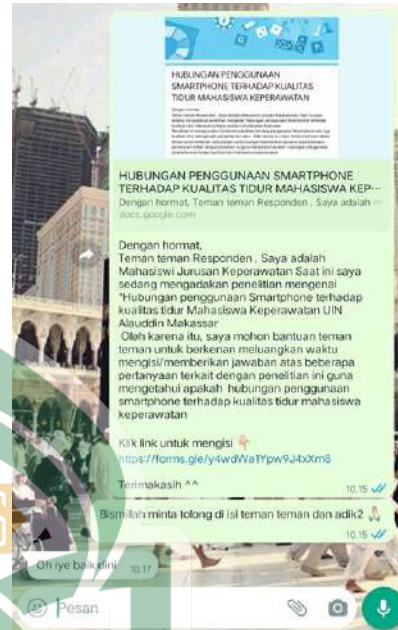 HUBUNGAN PENGGUNAAN
SMARTPHONE TERHADAP KUALITAS
TIDUR MAHASISWA KEPERAWATAN
HUBUNGAN PENGGUNAAN SMARTPHONE
TERHADAP KUALITAS TIDUR MAHASISWA KEP...
Dengan hormat, Teman teman Responden , Saya adalah
docs.google.com
Dengan hormat,
Teman teman Responden , Saya adalah
Mahasiswi Jurusan Keperawatan Saat ini saya
sedang mengadakan penelitian mengenai
"Hubungan penggunaan Smartphone terhadap
kualitas tidur Mahasiswa Keperawatan UIN
Alauddin Makassar
Oleh karena itu, saya mohon bantuan teman
teman untuk berkenan meluangkan waktu
mengisi/memberikan jawaban atas beberapa
pertanyaan terkait dengan penelitian ini guna
mengetahui apakah hubungan penggunaan
smartphone terhadap kualitas tidur mahasiswa
keperawatan
Klik link untuk mengisi 👇
https://forms.gle/y4wdWa1Ypw9J4xXm8
Terimakasih ^^
10.15
Bismillah minta tolong di isi teman teman dan adik2 🙏
10.15
Oh iye baik dini
10.17
Pesan